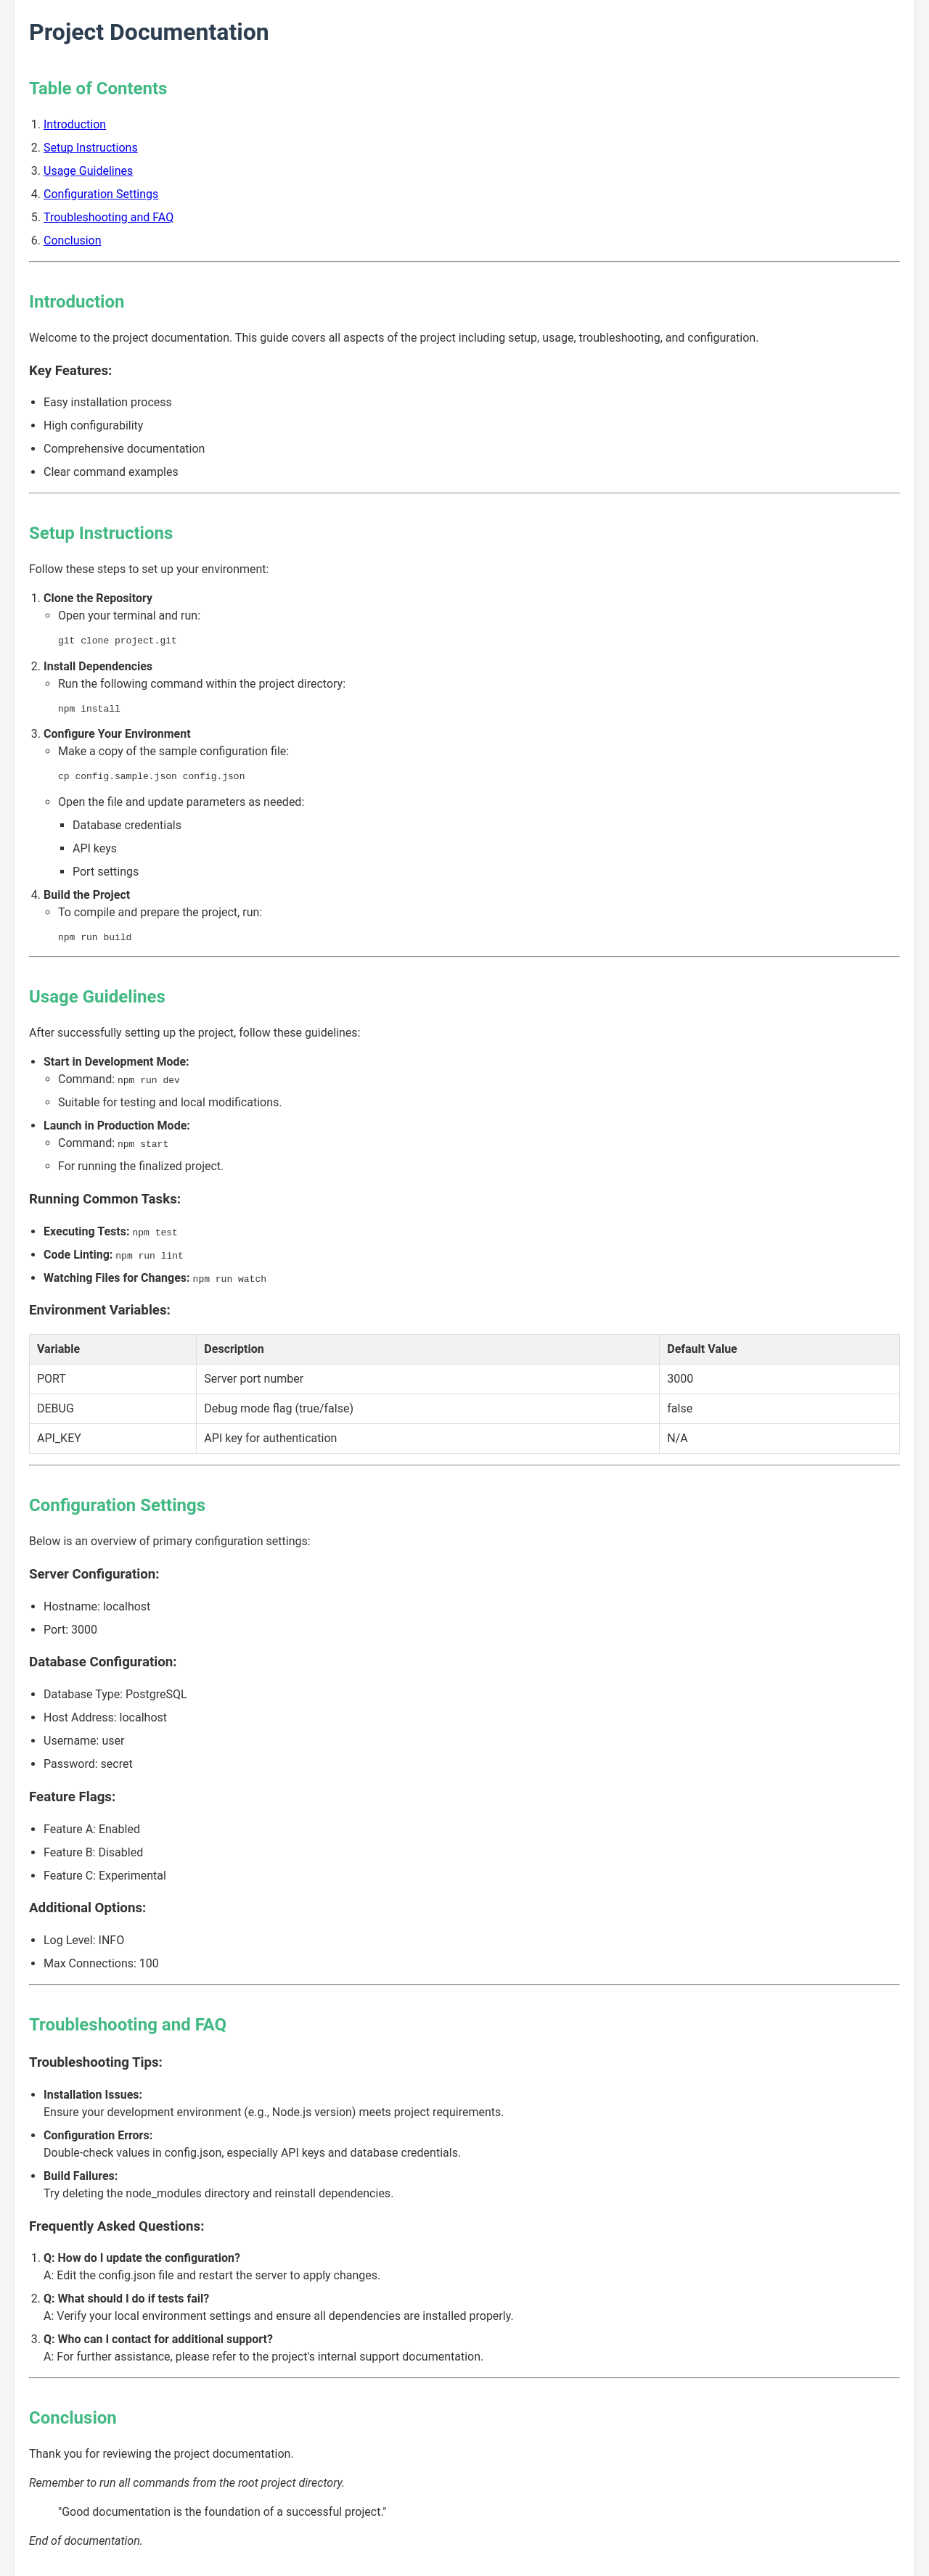 Project Documentation
Table of Contents
1. Introduction
2. Setup Instructions
3. Usage Guidelines
4. Configuration Settings
5. Troubleshooting and FAQ
6. Conclusion
Introduction
Welcome to the project documentation. This guide covers all aspects of the project including setup, usage, troubleshooting, and configuration.
Key Features:
• Easy installation process
• High configurability
• Comprehensive documentation
• Clear command examples
Setup Instructions
Follow these steps to set up your environment:
1. Clone the Repository
◦ Open your terminal and run:
git clone project.git
2. Install Dependencies
◦ Run the following command within the project directory:
npm install
3. Configure Your Environment
◦ Make a copy of the sample configuration file:
cp config.sample.json config.json
◦ Open the file and update parameters as needed:
▪ Database credentials
▪ API keys
▪ Port settings
4. Build the Project
◦ To compile and prepare the project, run:
npm run build
Usage Guidelines
After successfully setting up the project, follow these guidelines:
• Start in Development Mode:
◦ Command: npm run dev
◦ Suitable for testing and local modifications.
• Launch in Production Mode:
◦ Command: npm start
◦ For running the finalized project.
Running Common Tasks:
• Executing Tests: npm test
• Code Linting: npm run lint
• Watching Files for Changes: npm run watch
Environment Variables:
Variable Description Default Value
PORT Server port number 3000
DEBUG Debug mode flag (true/false) false
API_KEY API key for authentication N/A
Configuration Settings
Below is an overview of primary configuration settings:
Server Configuration:
• Hostname: localhost
• Port: 3000
Database Configuration:
• Database Type: PostgreSQL
• Host Address: localhost
• Username: user
• Password: secret
Feature Flags:
• Feature A: Enabled
• Feature B: Disabled
• Feature C: Experimental
Additional Options:
• Log Level: INFO
• Max Connections: 100
Troubleshooting and FAQ
Troubleshooting Tips:
• Installation Issues:
Ensure your development environment (e.g., Node.js version) meets project requirements.
• Configuration Errors:
Double-check values in config.json, especially API keys and database credentials.
• Build Failures:
Try deleting the node_modules directory and reinstall dependencies.
Frequently Asked Questions:
1. Q: How do I update the configuration?
A: Edit the config.json file and restart the server to apply changes.
2. Q: What should I do if tests fail?
A: Verify your local environment settings and ensure all dependencies are installed properly.
3. Q: Who can I contact for additional support?
A: For further assistance, please refer to the project's internal support documentation.
Conclusion
Thank you for reviewing the project documentation.
Remember to run all commands from the root project directory.
"Good documentation is the foundation of a successful project."
End of documentation.